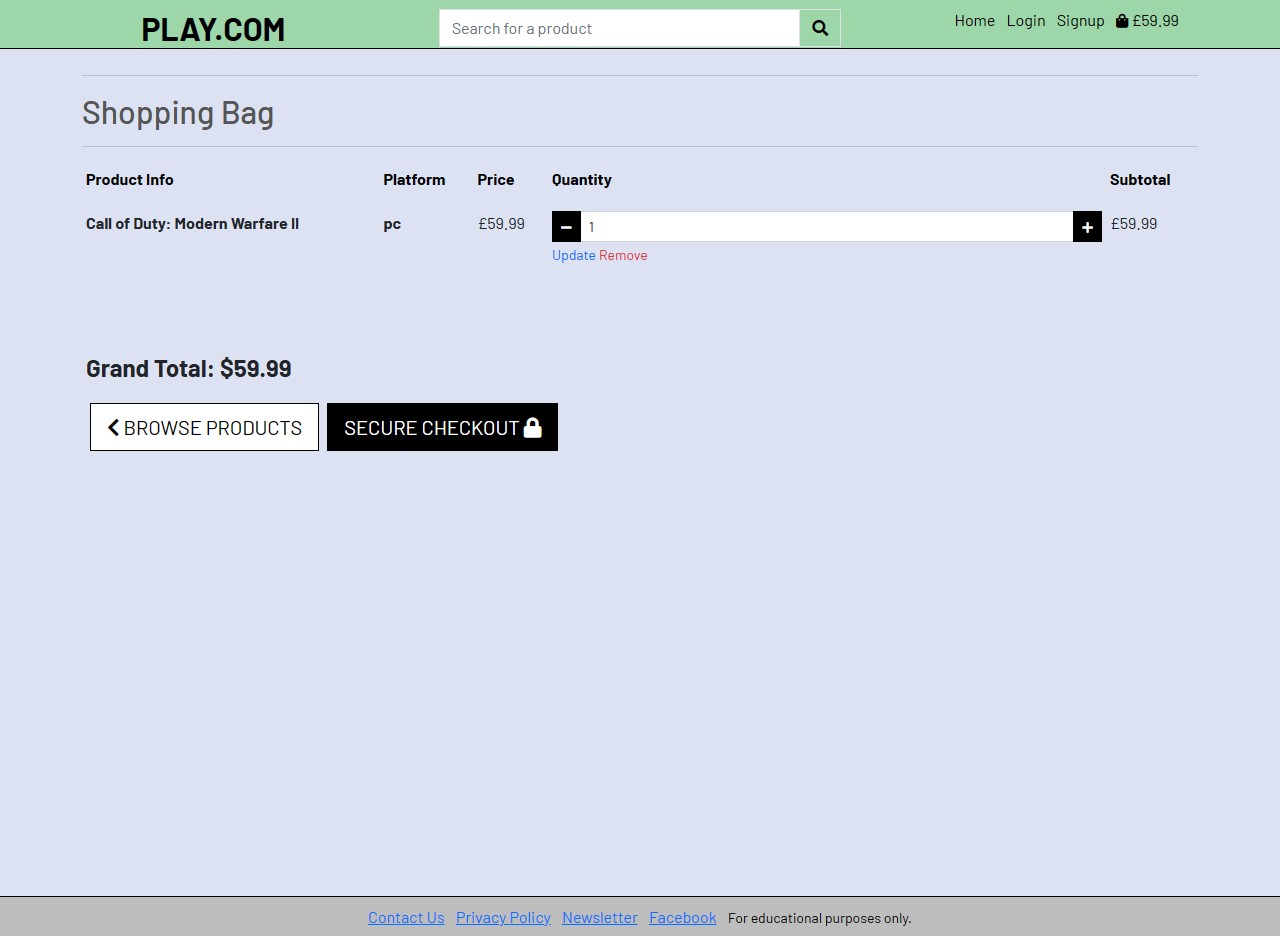 PLAY.COM
Search for a product
Home Login Signup £59.99
Shopping Bag
Product Info Platform Price Quantity Subtotal
Call of Duty: Modern Warfare II pc £59.99 1 £59.99
Update Remove
Grand Total: $59.99
BROWSE PRODUCTS SECURE CHECKOUT
Contact Us Privacy Policy Newsletter Facebook For educational purposes only.